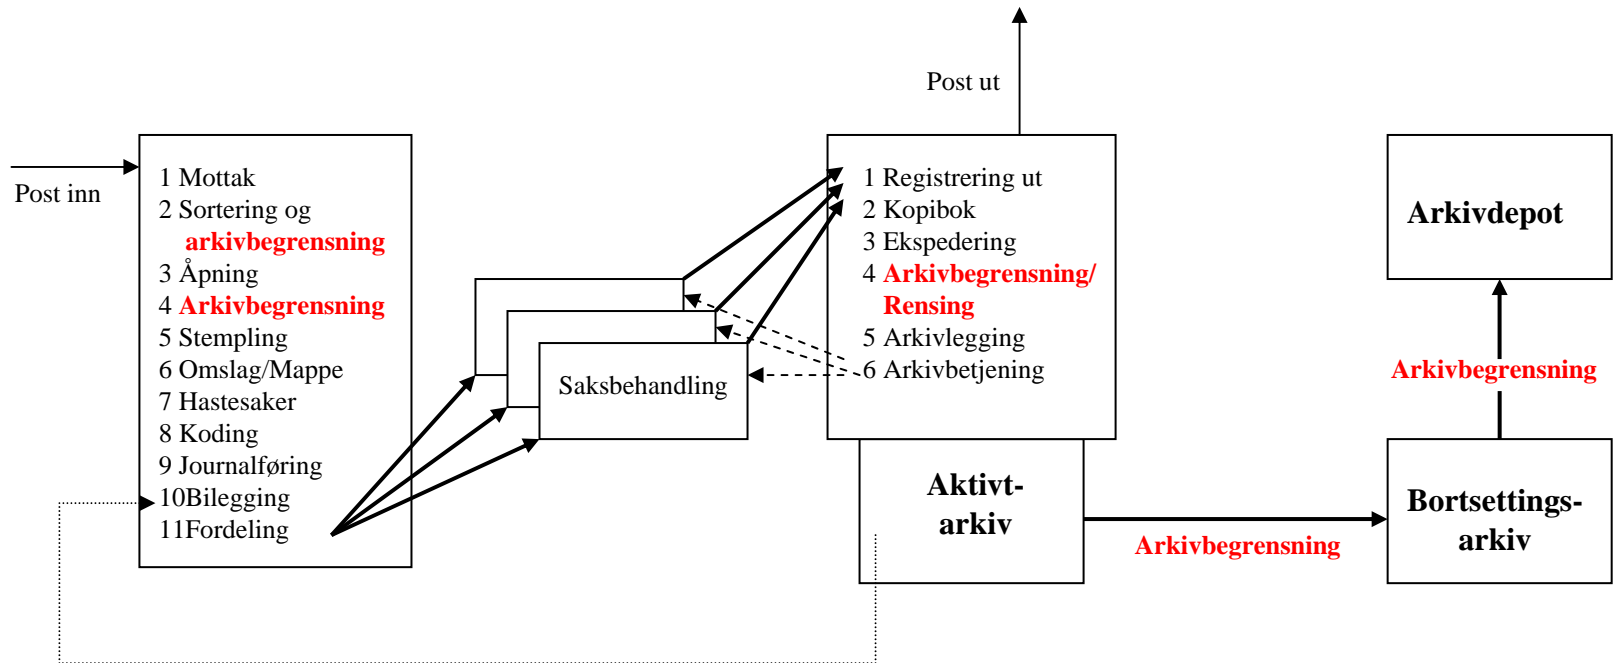 Post ut
Post inn
1 Mottak
2 Sortering og
arkivbegrensning
3 Åpning
4 Arkivbegrensning
5 Stempling
6 Omslag/Mappe
7 Hastesaker
8 Koding
9 Journalføring
10Bilegging
11Fordeling
Saksbehandling
1 Registrering ut
2 Kopibok
3 Ekspedering
4 Arkivbegrensning/
Rensing
5 Arkivlegging
6 Arkivbetjening
Aktivt-
arkiv
Arkivbegrensning
Arkivdepot
Arkivbegrensning
Bortsettings-
arkiv